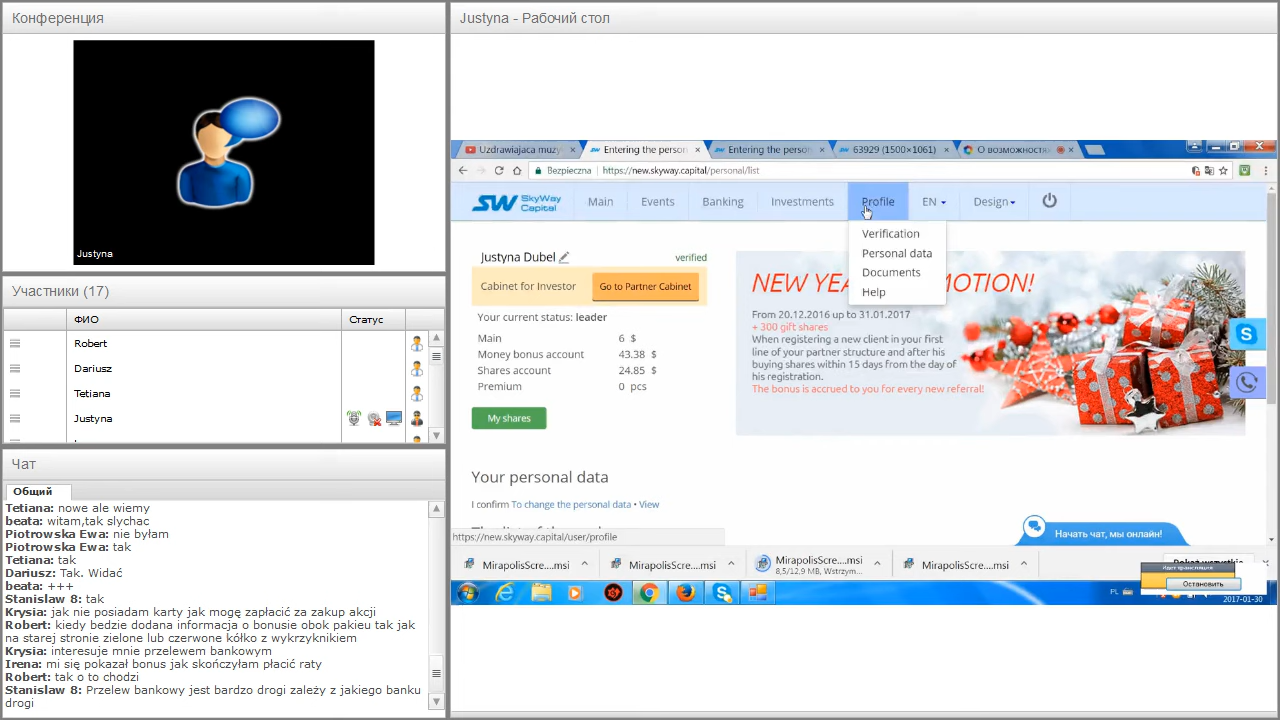 Конференция
Justyna
Участники (17)
ФИО
Статус
Robert
Dariusz
Tetiana
Justyna
Чат
Общий
Tetiana: nowe ale wiemy
beata: witam,tak slychac
Piotrowska Ewa: nie byłam
Piotrowska Ewa: tak
Tetiana: tak
Dariusz: Tak. Widać
beata: +++
Stanisław 8: tak
Krysia: jak nie posiadam karty jak mogę zapłacić za zakup akcji
Robert: kiedy bedzie dodana informacja o bonusie obok pakieu tak jak
na starej stronie zielone lub czerwone kółko z wykrzyknikiem
Krysia: interesuje mnie przelewem bankowym
Irena: mi się pokazał bonus jak skończyłam płacić raty
Robert: tak o to chodzi
Stanisław 8: Przelew bankowy jest bardzo drogi zależy z jakiego banku
drogi
Justyna - Рабочий стол
Uzdrawiajaca muzy
Entering the person
Entering the persona
63929 (1500×1061)
О возможностях
Bezpieczna
https://new.skyway.capital/personal/list
SW SkyWay
Capital
Main
Events
Banking
Investments
Profile
EN
Design
Verification
Personal data
Documents
Help
Justyna Dubel
verified
Cabinet for Investor
Go to Partner Cabinet
Your current status: leader
Main 6 $
Money bonus account 43.38 $
Shares account 24.85 $
Premium 0 pcs
My shares
NEW YEA
MOTION!
From 20.12.2016 up to 31.01.2017
+ 300 gift shares
When registering a new client in your first
line of your partner structure and after his
buying shares within 15 days from the day of
his registration.
The bonus is accrued to you for every new referral!
Your personal data
I confirm To change the personal data • View
https://new.skyway.capital/user/profile
Начать чат, мы онлайн!
MirapolisScre....msi
MirapolisScre....msi
MirapolisScre....msi
8,5/12,9 MB, Wstrzym...
MirapolisScre....msi
Pokaż wszystkie
Идет трансляция
Остановить
PL
2017-01-30